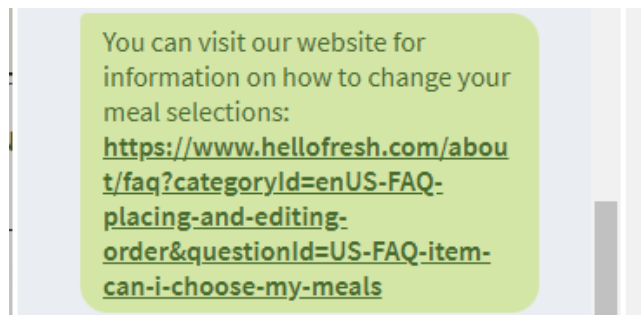 You can visit our website for
information on how to change your
meal selections:
https://www.hellofresh.com/abou
t/faq?categoryId=enUS-FAQ-
placing-and-editing-
order&questionId=US-FAQ-item-
can-i-choose-my-meals